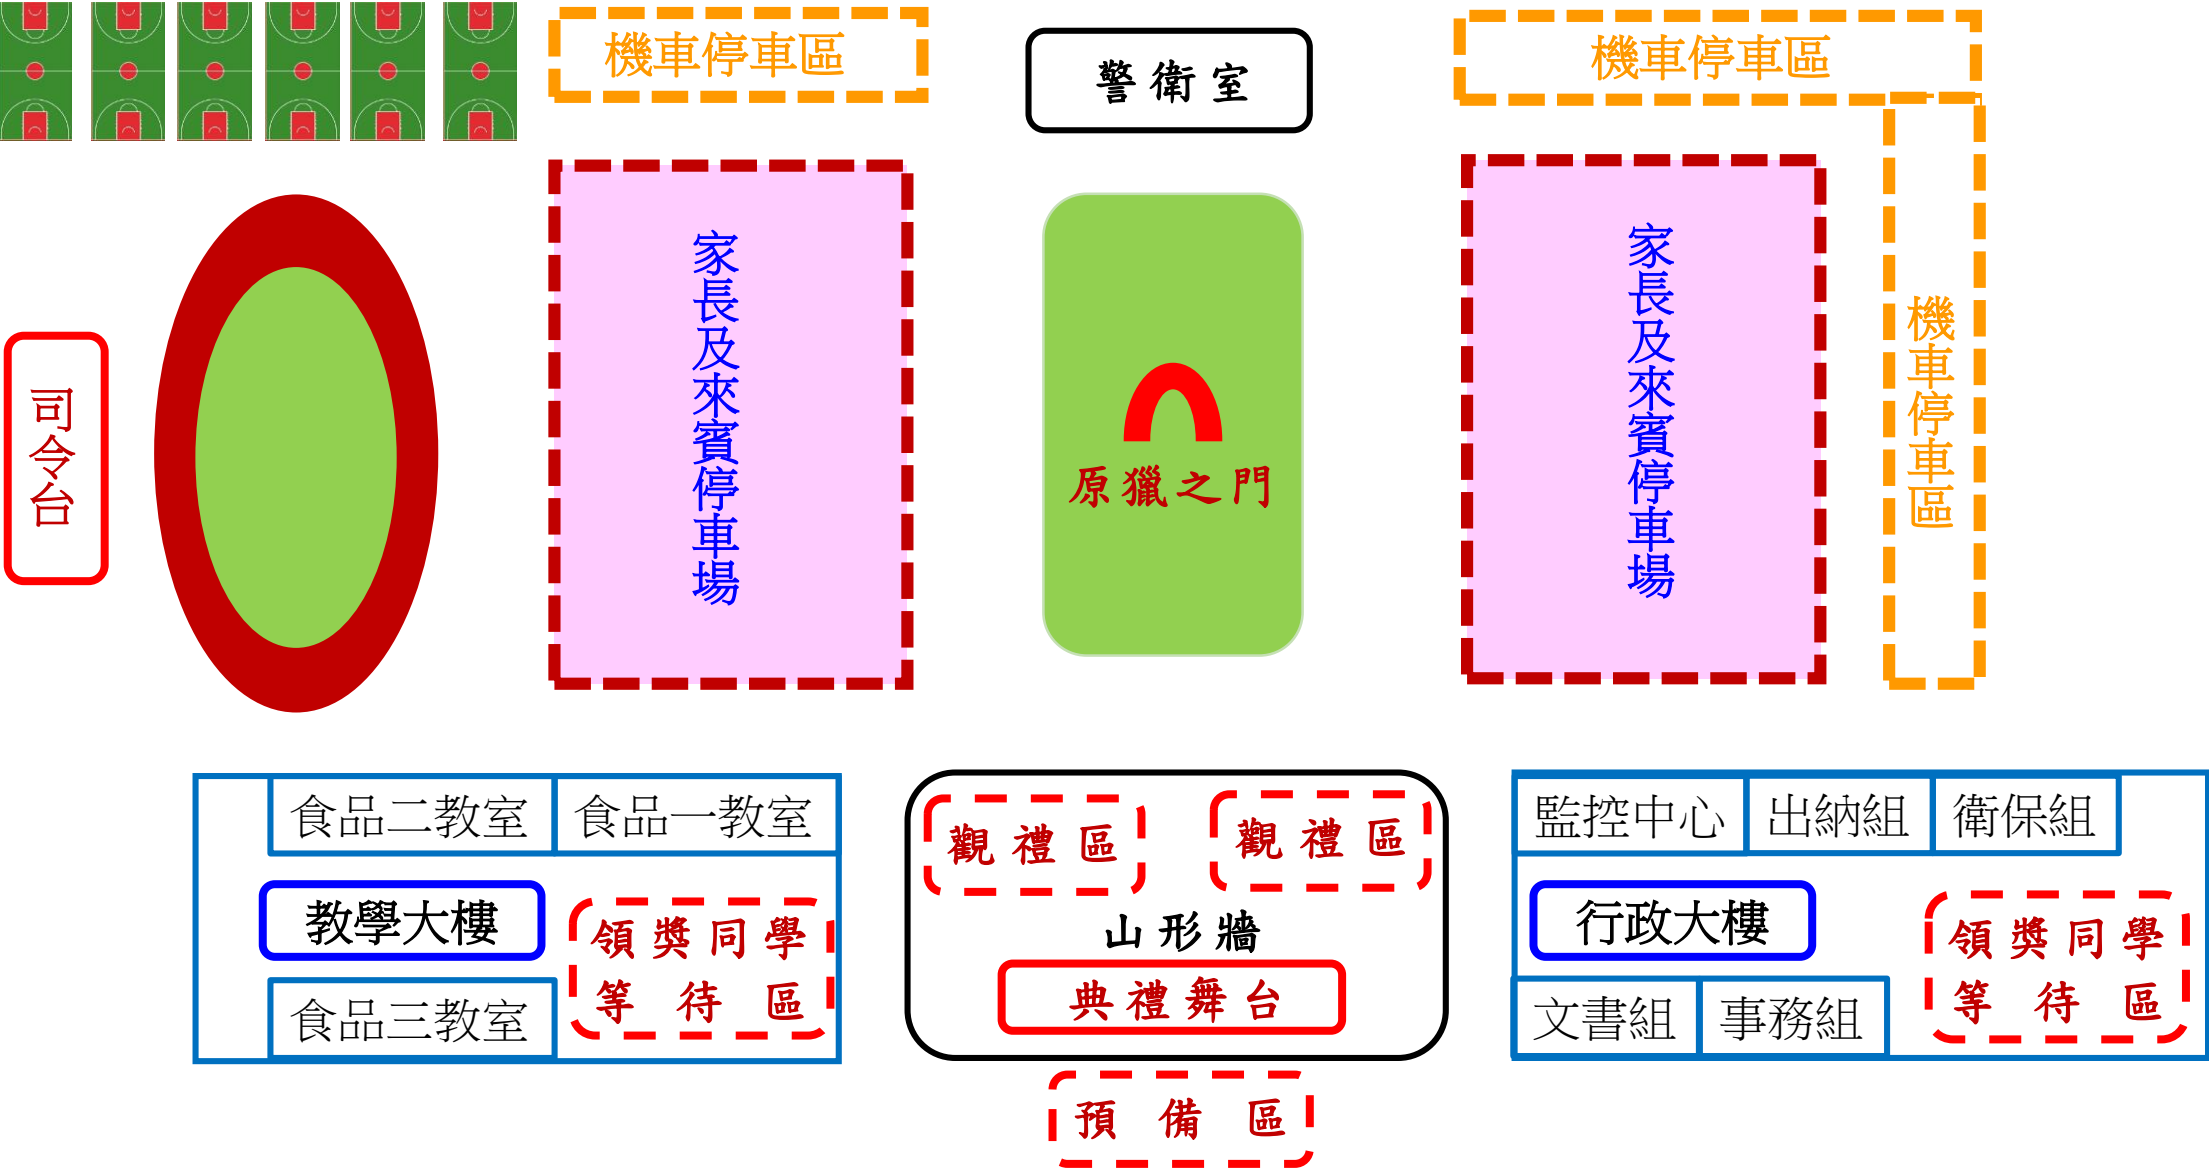 機車停車區
警衛室
機車停車區
家長及來賓停車場
原獵之門
家長及來賓停車場
機車停車區
司令台
食品二教室
食品一教室
教學大樓
領獎同學
等待區
食品三教室
觀禮區
觀禮區
山形牆
典禮舞台
預備區
監控中心
出納組
衛保組
行政大樓
領獎同學
等待區
文書組
事務組